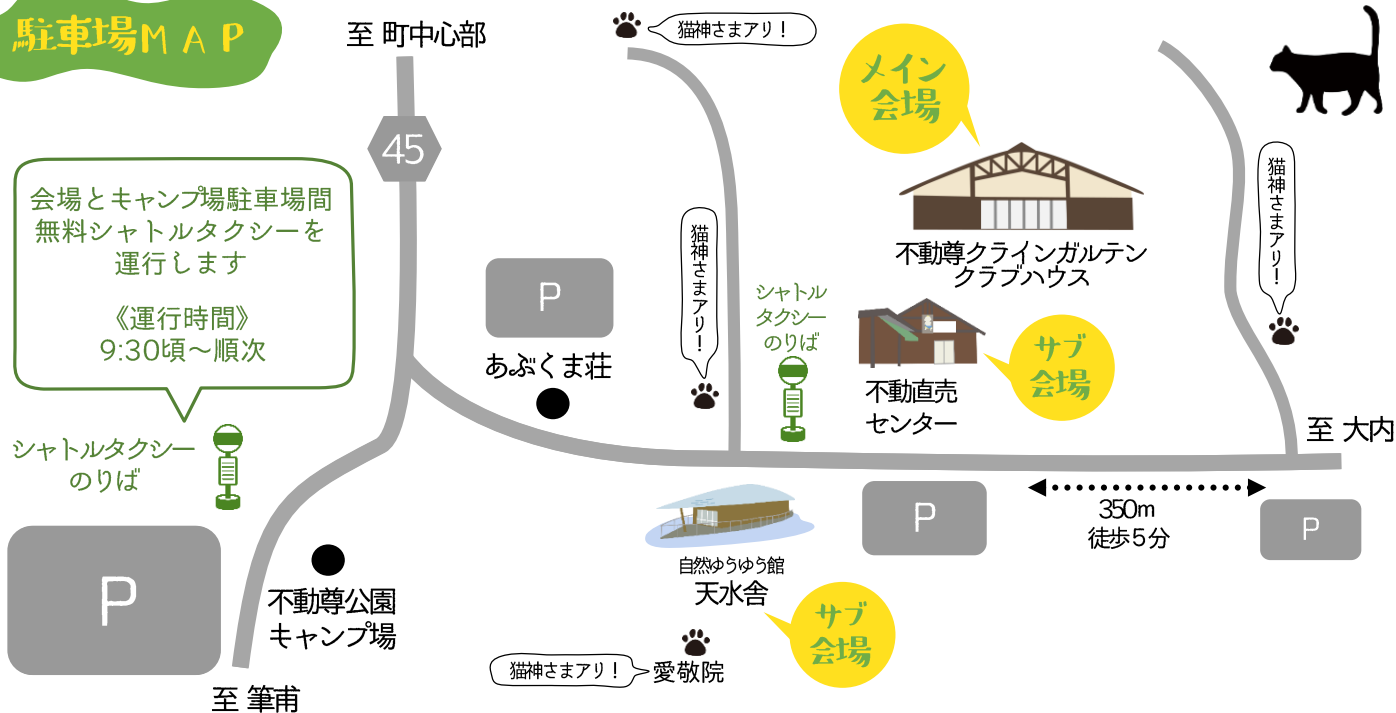 駐車場MAP
至 町中心部
猫神さまアリ！
メイン
会場
45
会場とキャンプ場駐車場間
無料シャトルタクシーを
運行します
《運行時間》
9:30頃～順次
シャトルタクシー
のりば
P
不動尊公園
キャンプ場
至 筆甫
P
あぶくま荘
猫神さまアリ！
シャトル
タクシー
のりば
不動尊クラインガルテン
クラブハウス
不動直売
センター
サブ
会場
猫神さまアリ！
至 大内
自然ゆうゆう館
天水舎
サブ
会場
猫神さまアリ！
愛敬院
P
350m
徒歩5分
P